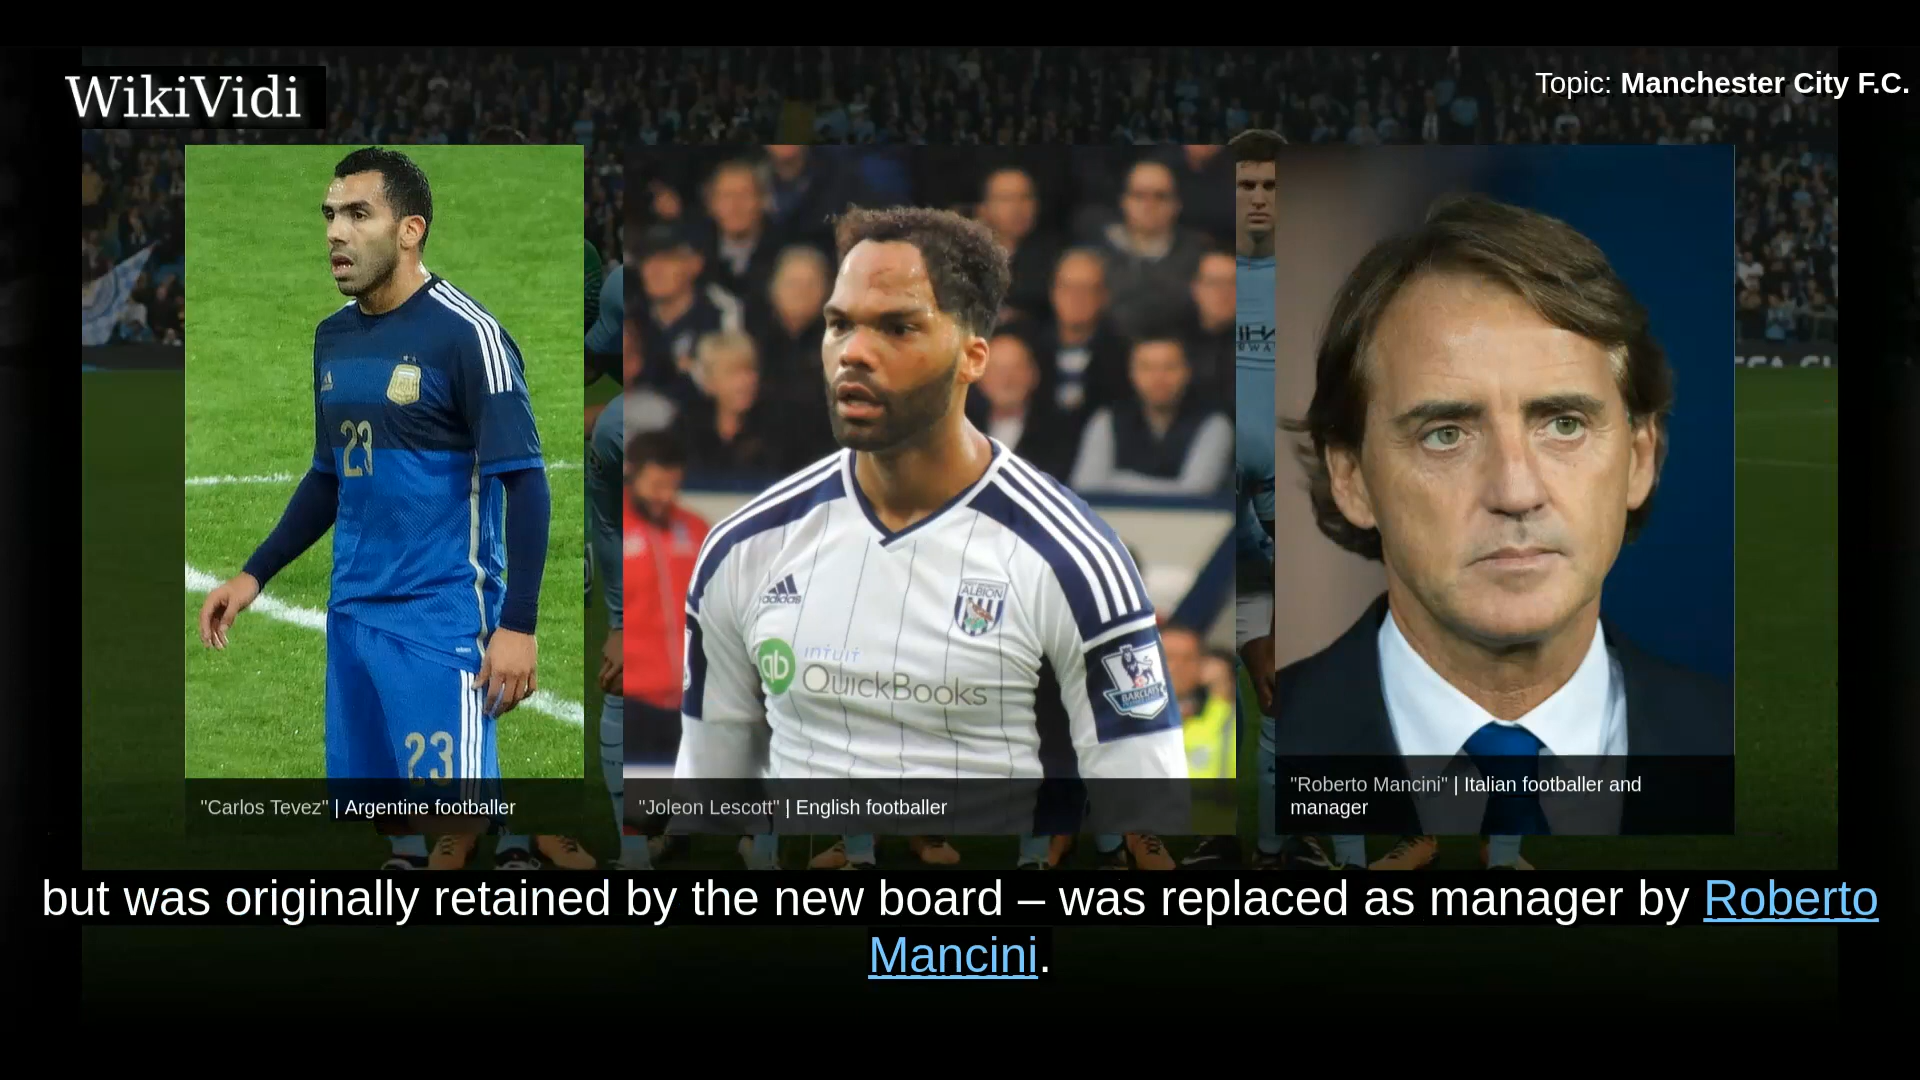 WikiVidi
Topic: Manchester City F.C.
23
23
ALBION
adidas
intuit
qb QuickBooks
BARCLAYS
"Carlos Tevez" | Argentine footballer
"Joleon Lescott" | English footballer
"Roberto Mancini" | Italian footballer and
manager
but was originally retained by the new board – was replaced as manager by Roberto
Mancini.